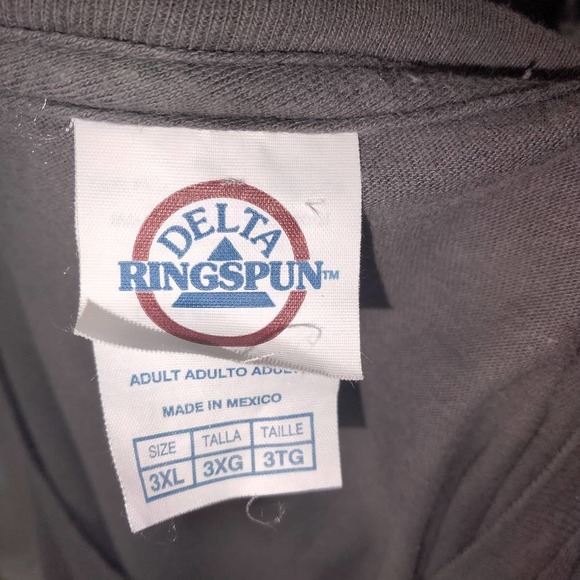 DELTA
RINGSPUN™
ADULT ADULTO
MADE IN MEXICO
SIZE TALLA TAILLE
3XL 3XG 3TG